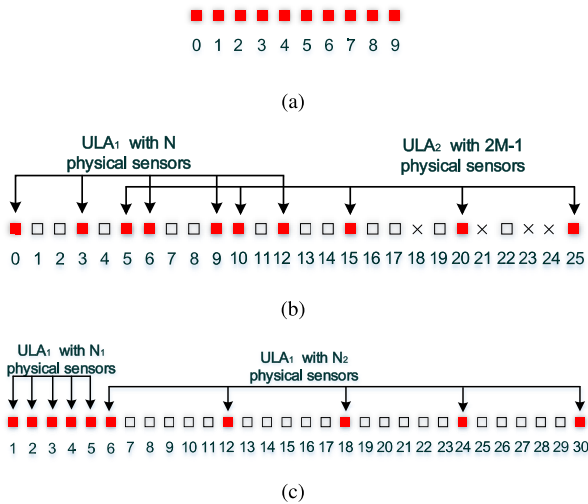 0 1 2 3 4 5 6 7 8 9
(a)
ULA1 with N
physical sensors
ULA2 with 2M-1
physical sensors
0 1 2 3 4 5 6 7 8 9 10 11 12 13 14 15 16 17 18 19 20 21 22 23 24 25
(b)
ULA1 with N1
physical sensors
ULA1 with N2
physical sensors
1 2 3 4 5 6 7 8 9 10 11 12 13 14 15 16 17 18 19 20 21 22 23 24 25 26 27 28 29 30
(c)